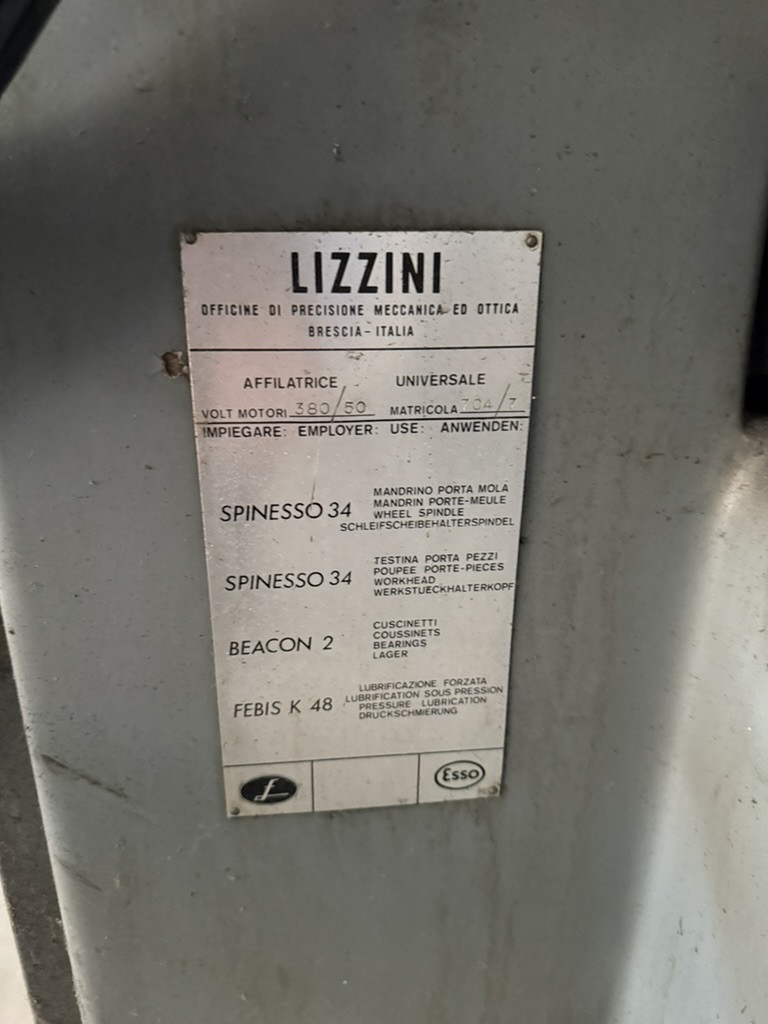 LIZZINI
OFFICINE DI PRECISIONE MECCANICA ED OTTICA
BRESCIA - ITALIA
AFFILATRICE UNIVERSALE
VOLT MOTORI 380/50 MATRICOLA 704/7
IMPIEGARE: EMPLOYER: USE: ANWENDEN:
SPINESSO 34
MANDRINO PORTA MOLA
MANDRIN PORTE-MEULE
WHEEL SPINDLE
SCHLEIFSCHEIBEHALTERSPINDEL
SPINESSO 34
TESTINA PORTA PEZZI
POUPEE PORTE-PIECES
WORKHEAD
WERKSTUECKHALTERKOPF
BEACON 2
CUSCINETTI
COUSSINETS
BEARINGS
LAGER
FEBIS K 48
LUBRIFICAZIONE FORZATA
LUBRIFICATION SOUS PRESSION
PRESSURE LUBRICATION
DRUCKSCHMIERUNG
Esso